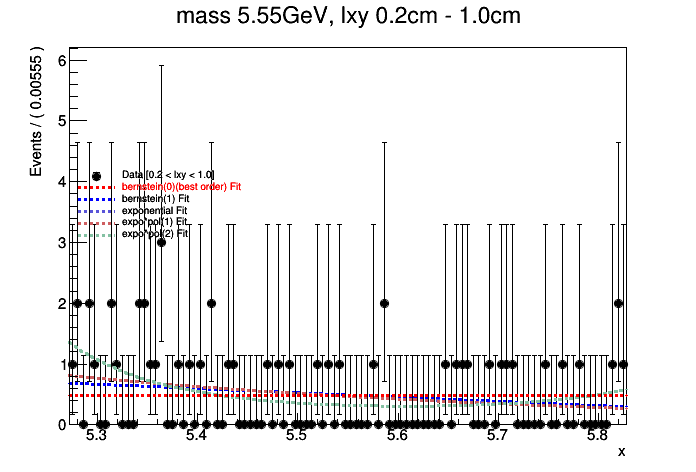 mass 5.55GeV, lxy 0.2cm - 1.0cm
Events / ( 0.00555 )
6
5
4
3
2
1
0
Data [0.2 < lxy < 1.0]
bernstein(0)(best order) Fit
bernstein(1) Fit
exponential Fit
expo*pol(1) Fit
expo*pol(2) Fit
5.3 5.4 5.5 5.6 5.7 5.8
x